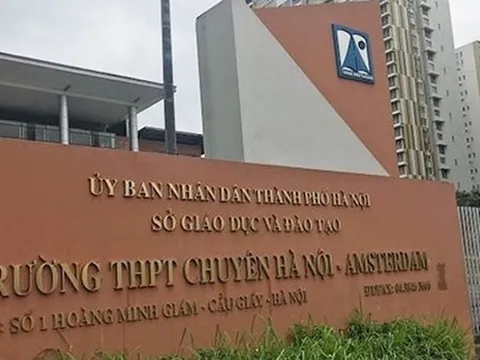 ỦY BAN NHÂN DÂN THÀNH PHỐ HÀ NỘI
SỞ GIÁO DỤC VÀ ĐÀO TẠO
RƯỜNG THPT CHUYÊN HÀ NỘI - AMSTERDAM
: SỐ 1 HOÀNG MINH GIÁM - CẦU GIẤY - HÀ NỘI